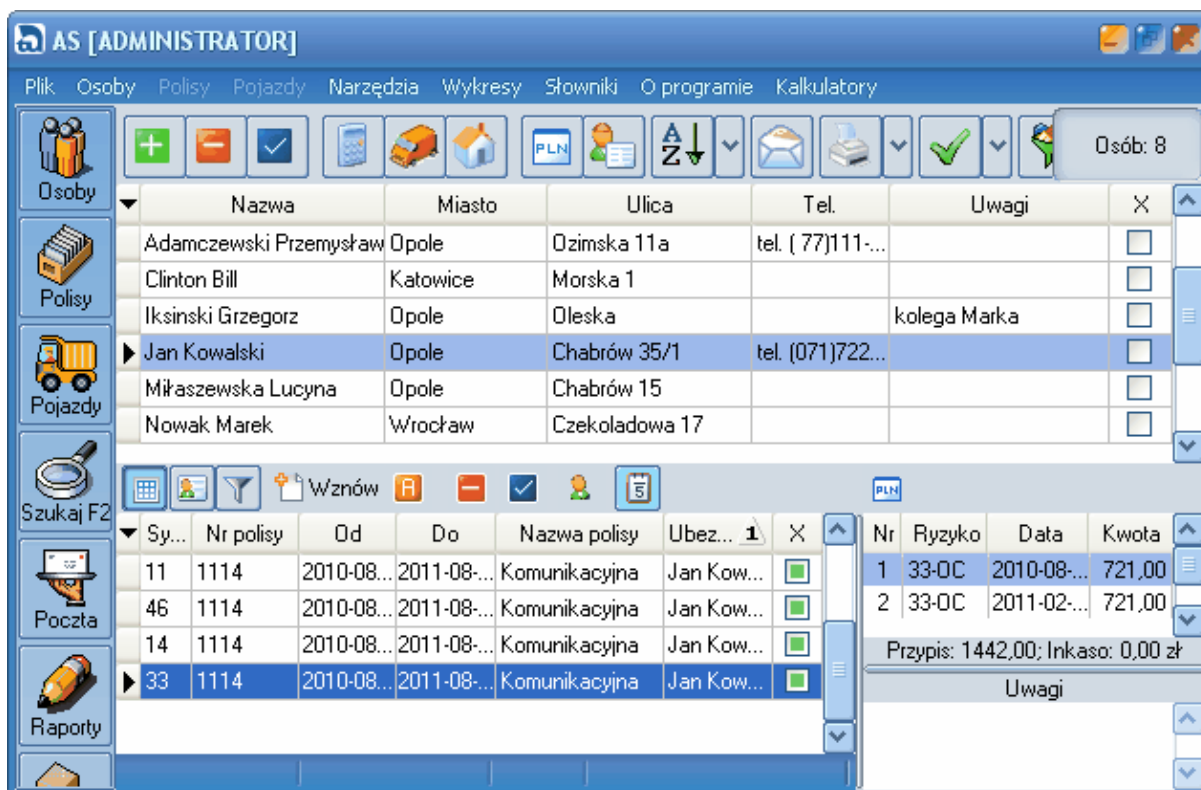 AS [ADMINISTRATOR]
Plik Osoby Polisy Pojazdy Narzędzia Wykresy Słowniki O programie Kalkulatory
Osoby
PLN
A Z
Osób: 8
Nazwa Miasto Ulica Tel. Uwagi X
Adamczewski Przemysław Opole Ozimska 11a tel. ( 77)111-...
Clinton Bill Katowice Morska 1
Iksinski Grzegorz Opole Oleska kolega Marka
Jan Kowalski Opole Chabrów 35/1 tel. (071)722...
Miłaszewska Lucyna Opole Chabrów 15
Nowak Marek Wrocław Czekoladowa 17
Polisy
Pojazdy
Szukaj F2
Poczta
Raporty
Wznów A 5 PLN
Sy... Nr polisy Od Do Nazwa polisy Ubez... 1 X
11 1114 2010-08... 2011-08-... Komunikacyjna Jan Kow...
46 1114 2010-08... 2011-08-... Komunikacyjna Jan Kow...
14 1114 2010-08... 2011-08-... Komunikacyjna Jan Kow...
33 1114 2010-08... 2011-08-... Komunikacyjna Jan Kow...
Nr Ryzyko Data Kwota
1 33-OC 2010-08-... 721,00
2 33-OC 2011-02-... 721,00
Przypis: 1442,00; Inkaso: 0,00 zł
Uwagi